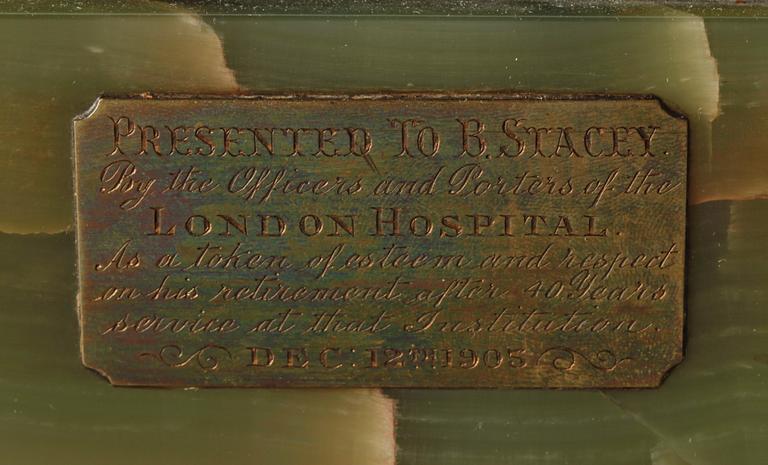 PRESENTED TO B. STACEY.
By the Officers and Porters of the
LONDON HOSPITAL.
As a token of esteem and respect
on his retirement after 40 Years
service at that Institution.
DEC: 12TH 1905